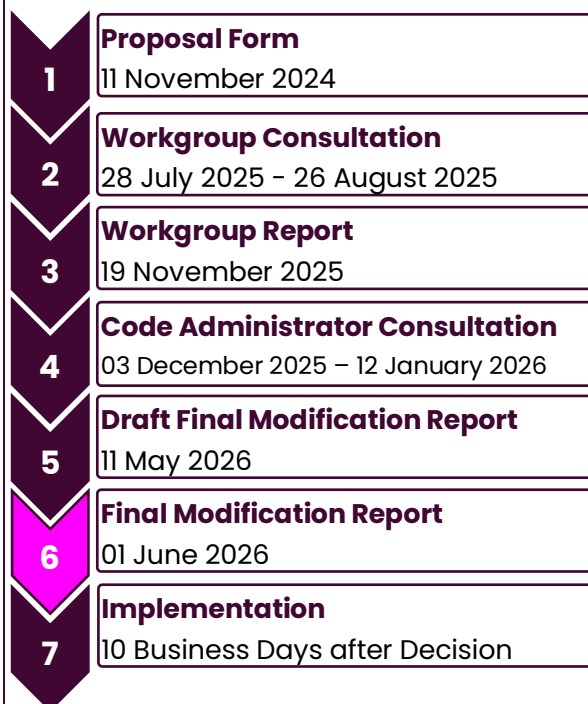 1
Proposal Form
11 November 2024
2
Workgroup Consultation
28 July 2025 - 26 August 2025
3
Workgroup Report
19 November 2025
4
Code Administrator Consultation
03 December 2025 – 12 January 2026
5
Draft Final Modification Report
11 May 2026
6
Final Modification Report
01 June 2026
7
Implementation
10 Business Days after Decision